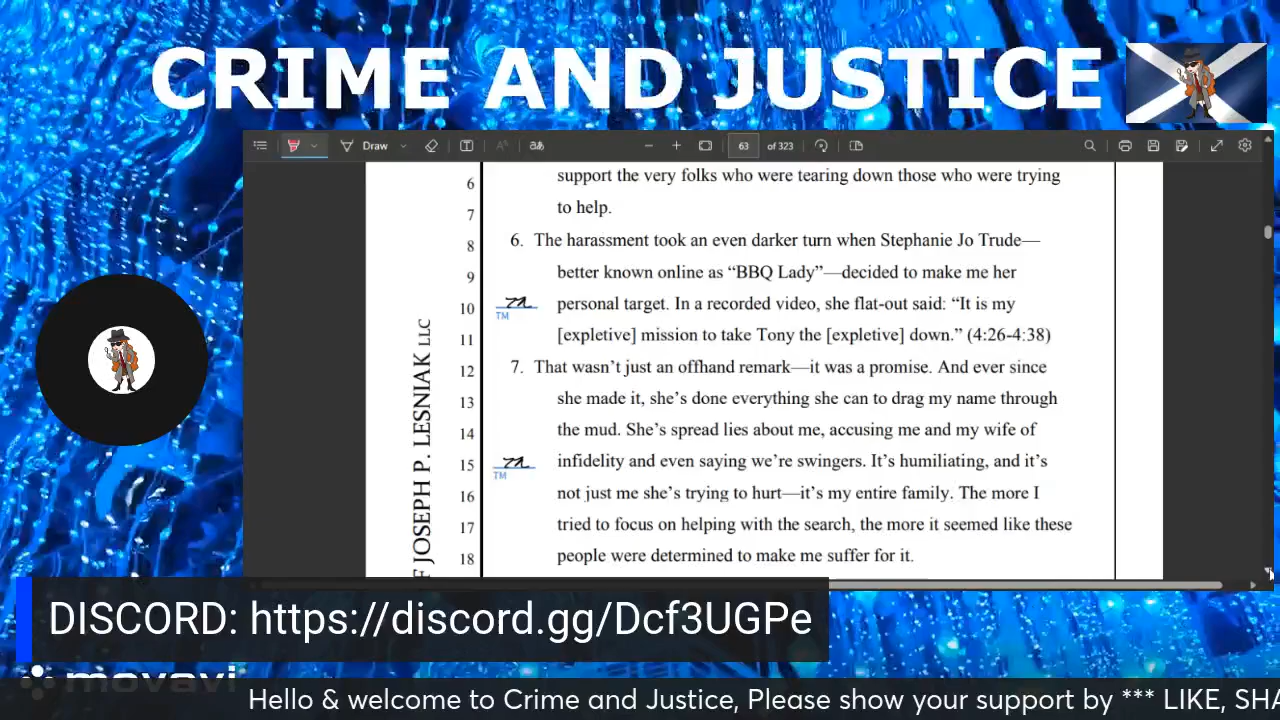 CRIME AND JUSTICE
Draw
63 of 323
6 support the very folks who were tearing down those who were trying
7 to help.
8 6. The harassment took an even darker turn when Stephanie Jo Trude—
9 better known online as “BBQ Lady”—decided to make me her
10 personal target. In a recorded video, she flat-out said: “It is my
TM
11 [expletive] mission to take Tony the [expletive] down.” (4:26-4:38)
12 7. That wasn’t just an offhand remark—it was a promise. And ever since
13 she made it, she’s done everything she can to drag my name through
14 the mud. She’s spread lies about me, accusing me and my wife of
15 infidelity and even saying we’re swingers. It’s humiliating, and it’s
TM
16 not just me she’s trying to hurt—it’s my entire family. The more I
17 tried to focus on helping with the search, the more it seemed like these
18 people were determined to make me suffer for it.
F JOSEPH P. LESNIAK LLC
DISCORD: https://discord.gg/Dcf3UGPe
movavi
Hello & welcome to Crime and Justice, Please show your support by *** LIKE, SHA